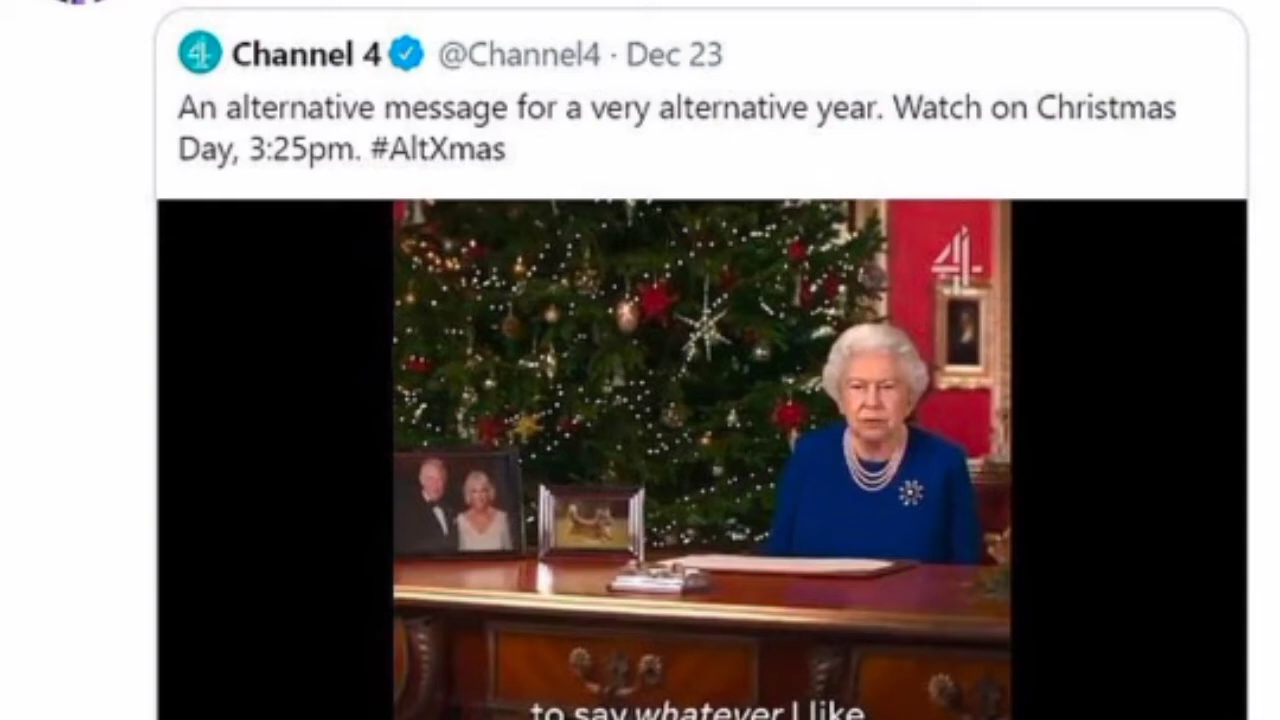 Channel 4 @Channel4 · Dec 23
An alternative message for a very alternative year. Watch on Christmas
Day, 3:25pm. #AltXmas
4
to say whatever I like